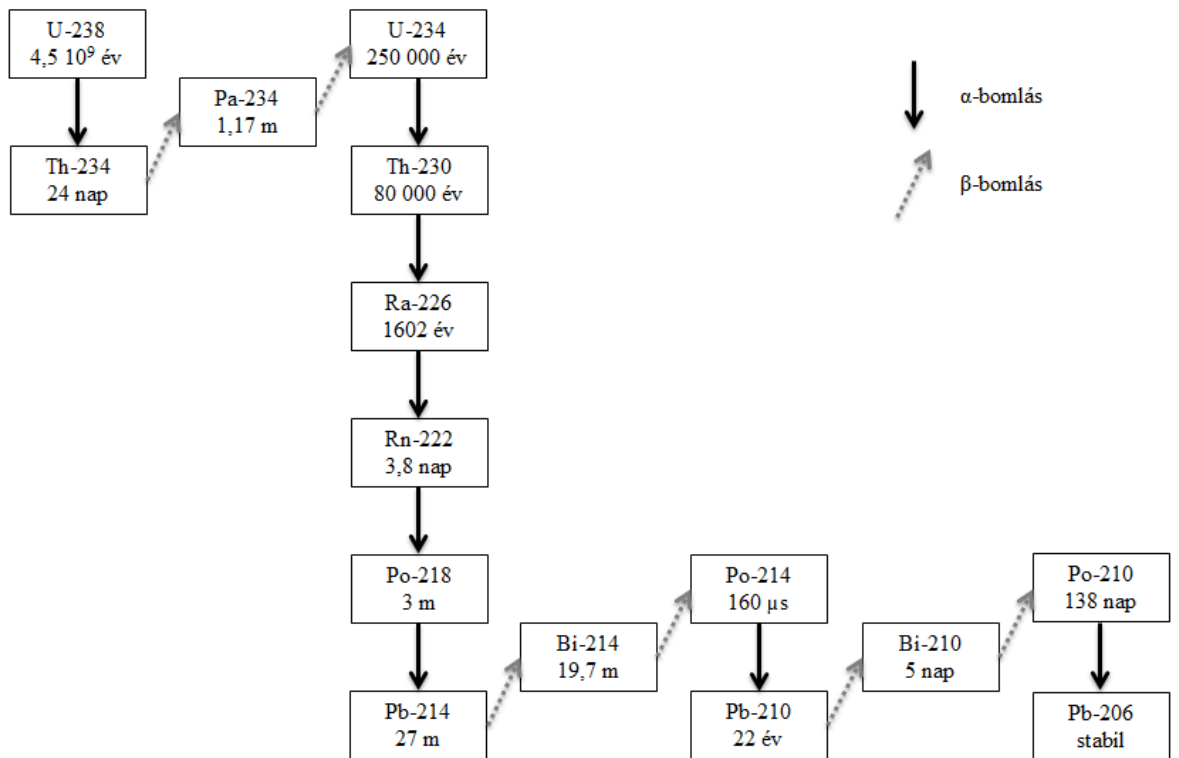 U-238
4,5 10⁹ év
U-234
250 000 év
Pa-234
1,17 m
α-bomlás
Th-234
24 nap
Th-230
80 000 év
β-bomlás
Ra-226
1602 év
Rn-222
3,8 nap
Po-218
3 m
Po-214
160 µs
Po-210
138 nap
Bi-214
19,7 m
Bi-210
5 nap
Pb-214
27 m
Pb-210
22 év
Pb-206
stabil